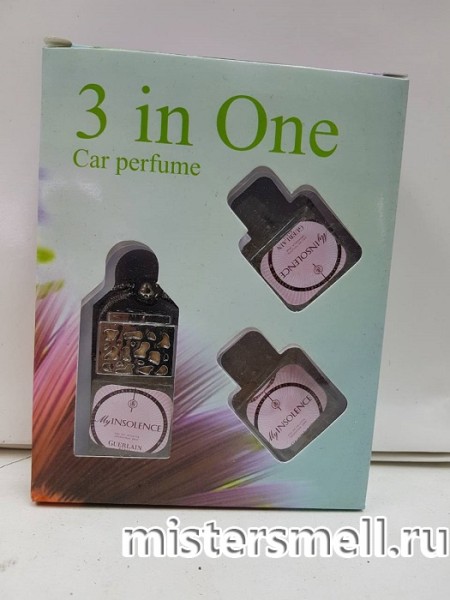 3 in One
Car perfume
GUERLAIN
My INSOLENCE
My INSOLENCE
GUERLAIN
My INSOLENCE
mistersmell.ru